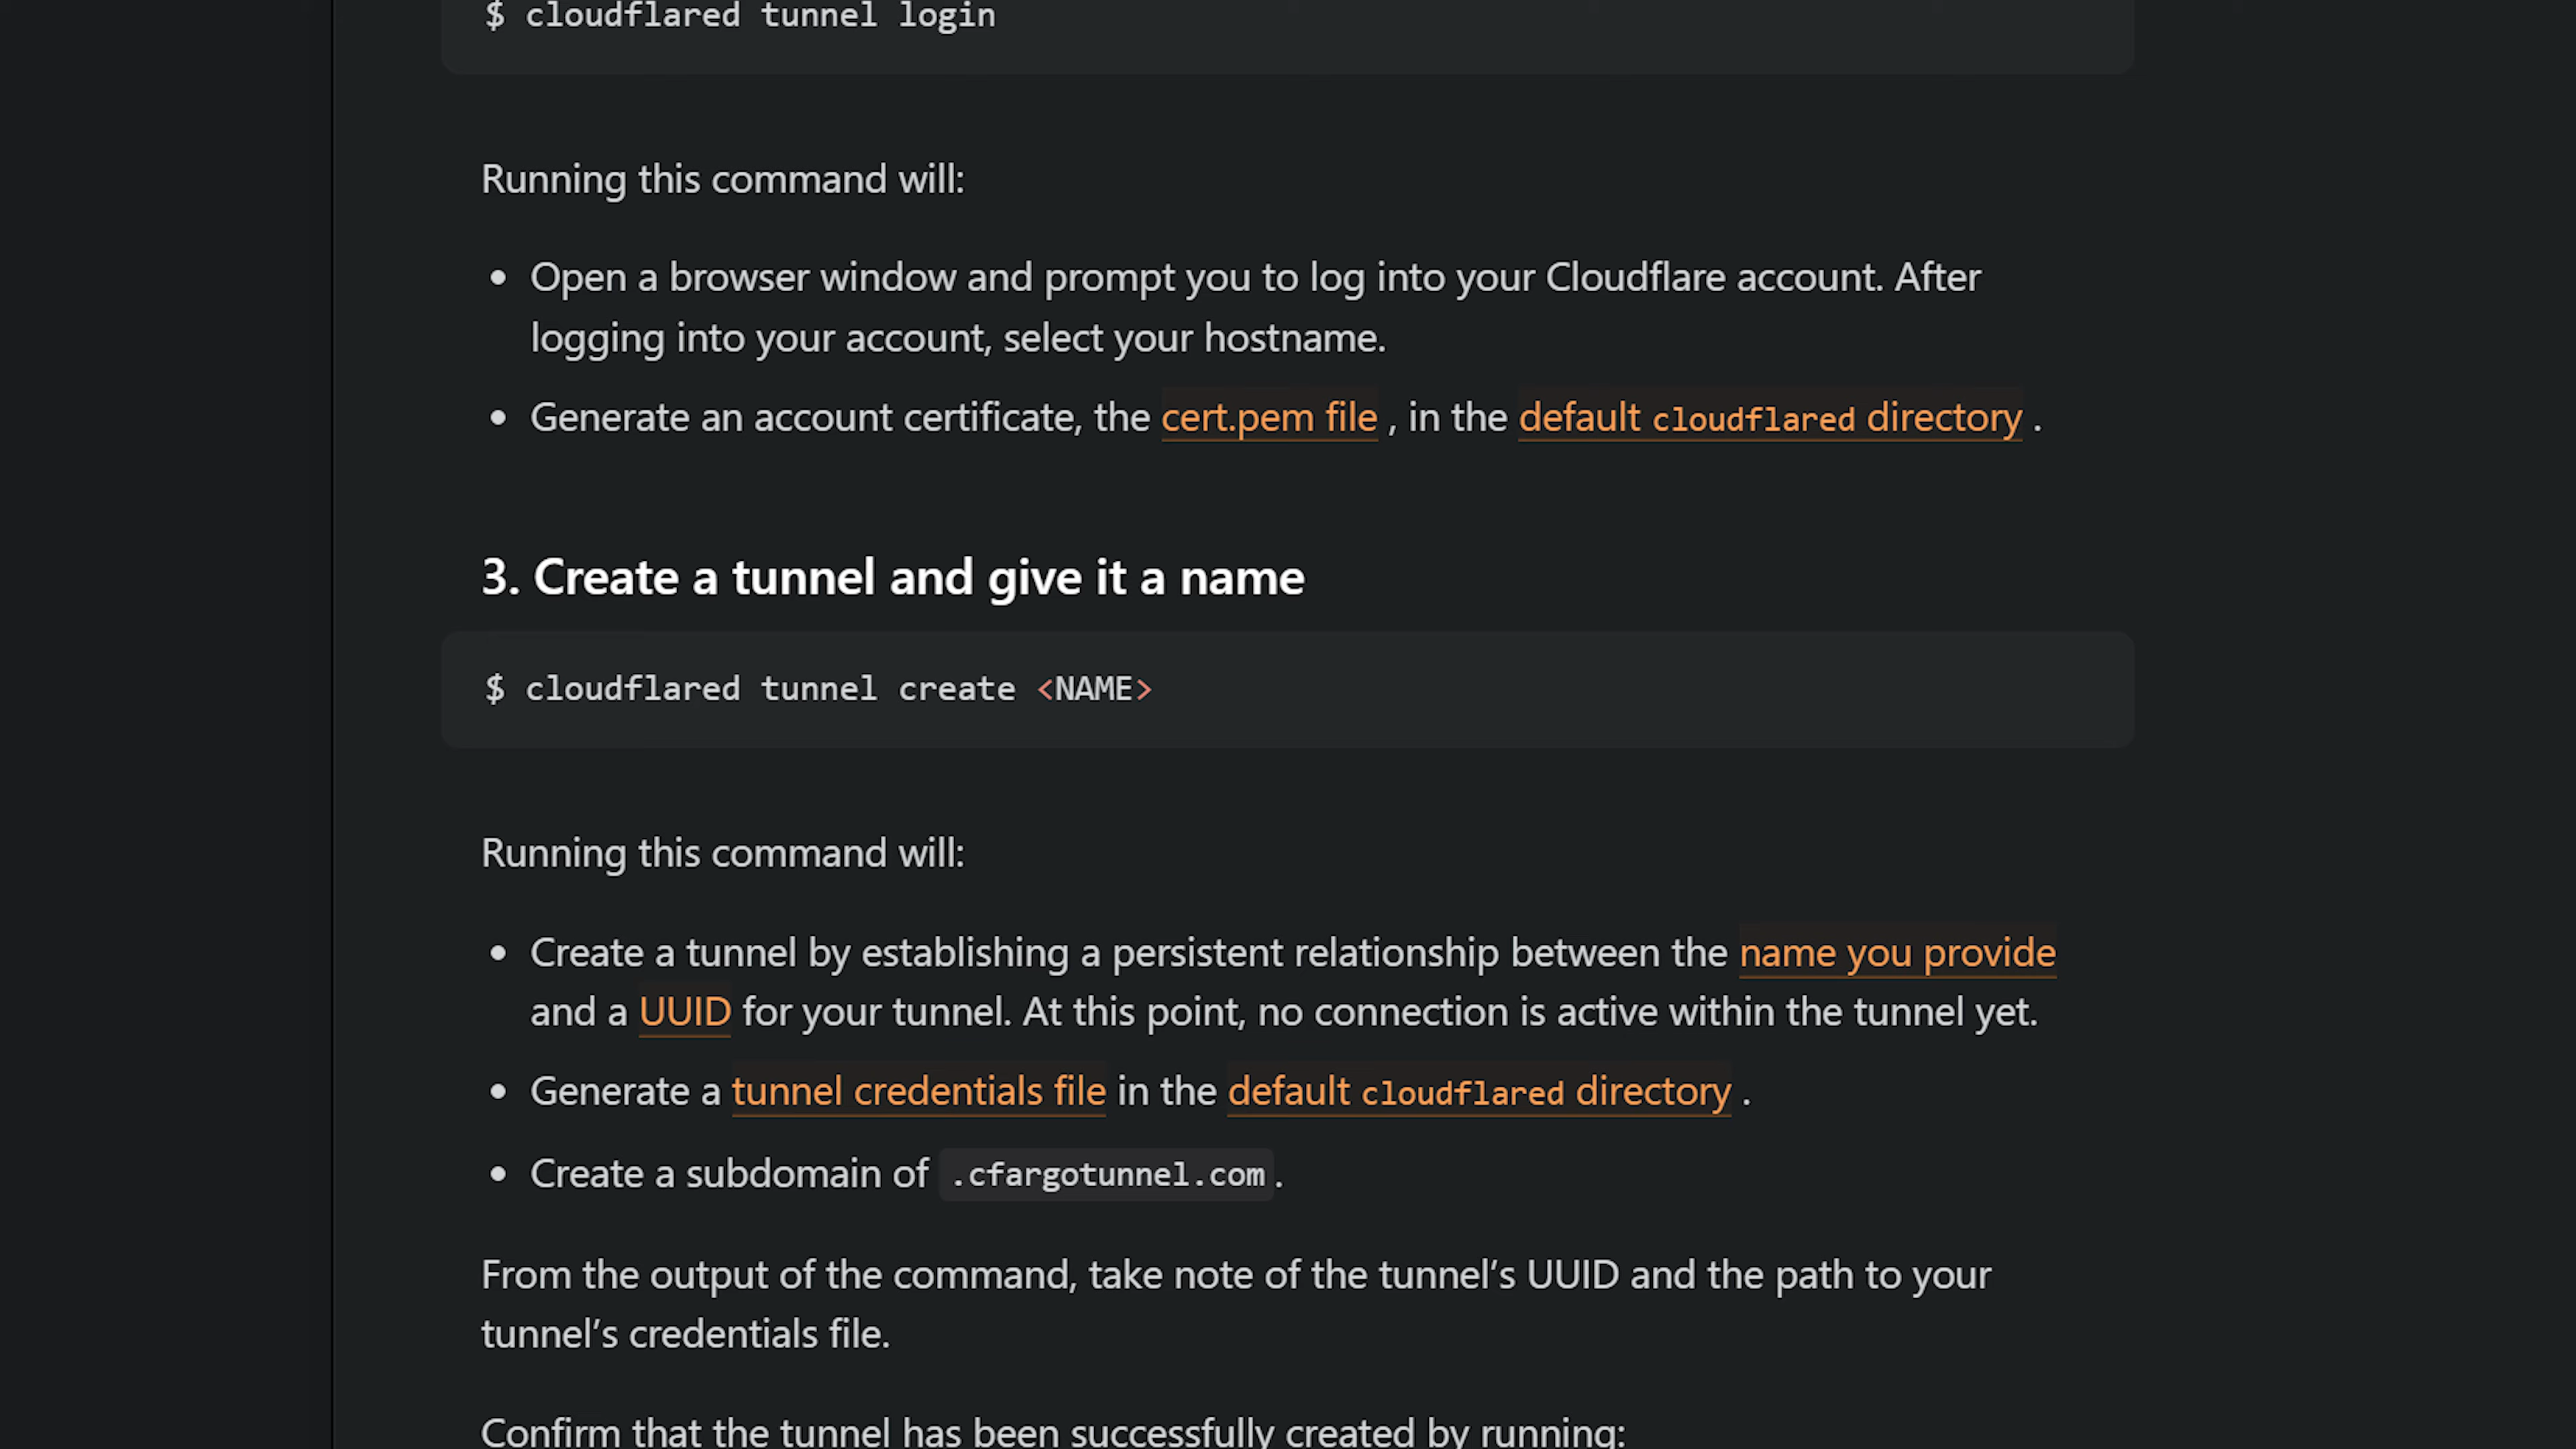 $ cloudflared tunnel login
Running this command will:
• Open a browser window and prompt you to log into your Cloudflare account. After
logging into your account, select your hostname.
• Generate an account certificate, the cert.pem file , in the default cloudflared directory .
3. Create a tunnel and give it a name
$ cloudflared tunnel create <NAME>
Running this command will:
• Create a tunnel by establishing a persistent relationship between the name you provide
and a UUID for your tunnel. At this point, no connection is active within the tunnel yet.
• Generate a tunnel credentials file in the default cloudflared directory .
• Create a subdomain of .cfargotunnel.com.
From the output of the command, take note of the tunnel’s UUID and the path to your
tunnel’s credentials file.
Confirm that the tunnel has been successfully created by running: